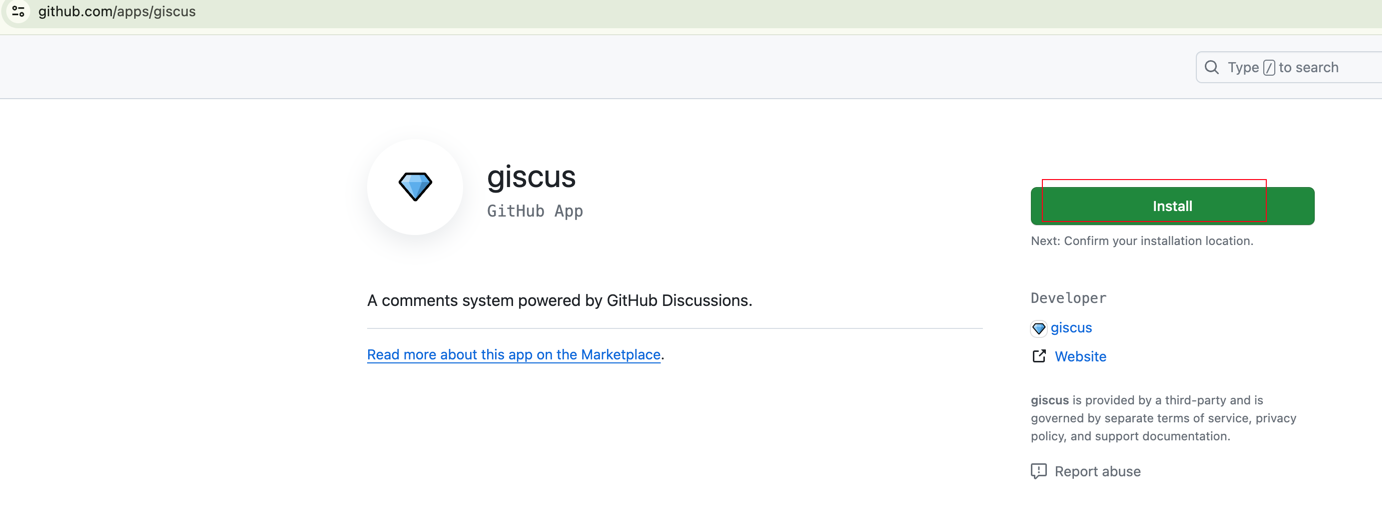 github.com/apps/giscus
Type / to search
giscus
GitHub App
Install
Next: Confirm your installation location.
A comments system powered by GitHub Discussions.
Read more about this app on the Marketplace.
Developer
giscus
Website
giscus is provided by a third-party and is
governed by separate terms of service, privacy
policy, and support documentation.
Report abuse